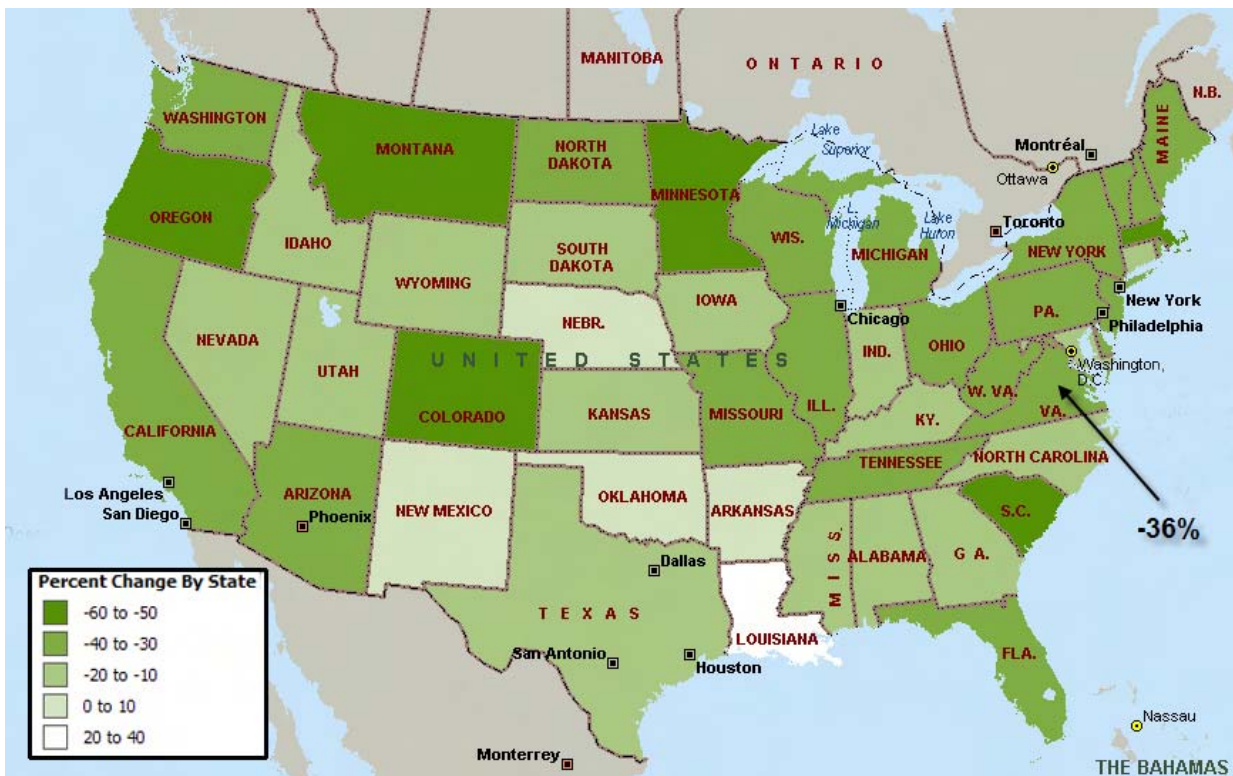 MANITOBA
ONTARIO
N.B.
WASHINGTON
MONTANA
NORTH
DAKOTA
MINNESOTA
Lake
Superior
Montréal
Ottawa
MAINE
OREGON
IDAHO
WYOMING
SOUTH
DAKOTA
WIS.
L.
Michigan
MICHIGAN
Lake
Huron
Toronto
NEW YORK
NEVADA
UTAH
COLORADO
NEBR.
IOWA
Chicago
New York
PA.
Philadelphia
UNITED STATES
IND.
OHIO
Washington,
D.C.
CALIFORNIA
KANSAS
MISSOURI
ILL.
KY.
W. VA.
VA.
TENNESSEE
NORTH CAROLINA
Los Angeles
San Diego
ARIZONA
Phoenix
NEW MEXICO
OKLAHOMA
ARKANSAS
S.C.
-36%
MISS.
ALABAMA
GA.
Dallas
TEXAS
LOUISIANA
San Antonio
Houston
FLA.
Monterrey
Nassau
THE BAHAMAS
Percent Change By State
-60 to -50
-40 to -30
-20 to -10
0 to 10
20 to 40